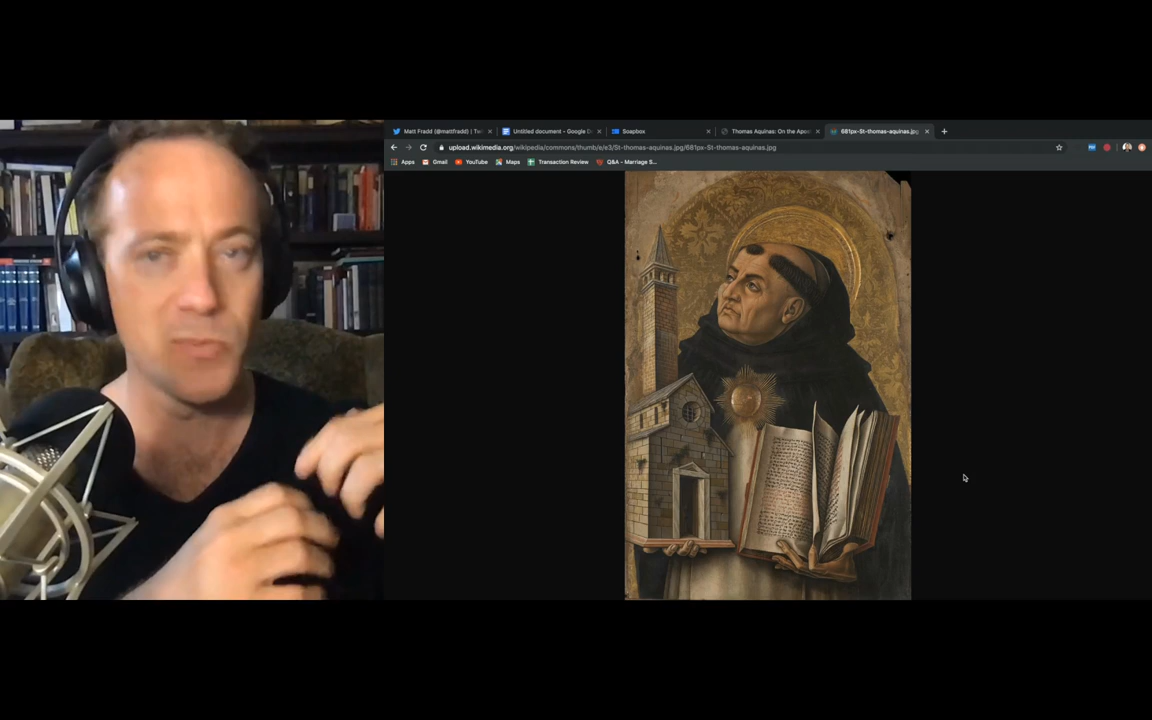 Matt Fradd (@mattfradd) | Tw
Untitled document - Google D
Soapbox
Thomas Aquinas: On the Apo
681px-St-thomas-aquinas.jpg
upload.wikimedia.org/wikipedia/commons/thumb/e/e3/St-thomas-aquinas.jpg/681px-St-thomas-aquinas.jpg
Apps
Gmail
YouTube
Maps
Transaction Review
Q&A - Marriage S...